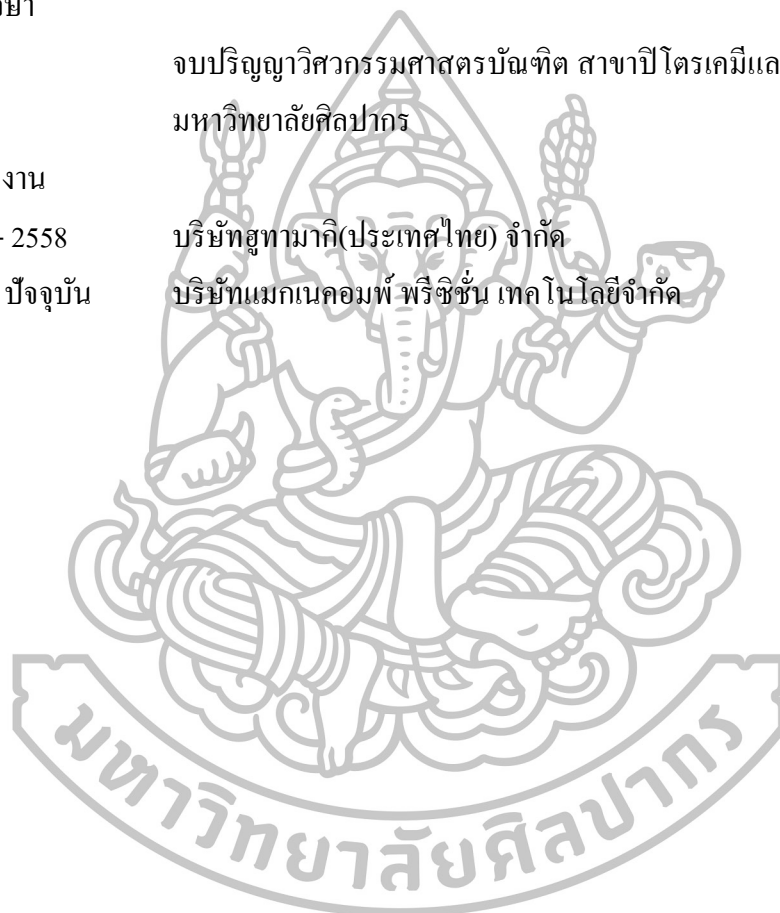 จบปริญญาวิศวกรรมศาสตรบัณฑิต สาขาปิโตรเคมีแล
มหาวิทยาลัยศิลปากร
งาน
- 2558 บริษัทฮูทามากิ(ประเทศไทย) จำกัด
ปัจจุบัน บริษัทแมกเนคอมพ์ พรีซิชั่น เทคโนโลยีจำกัด
มหาวิทยาลัยศิลปากร